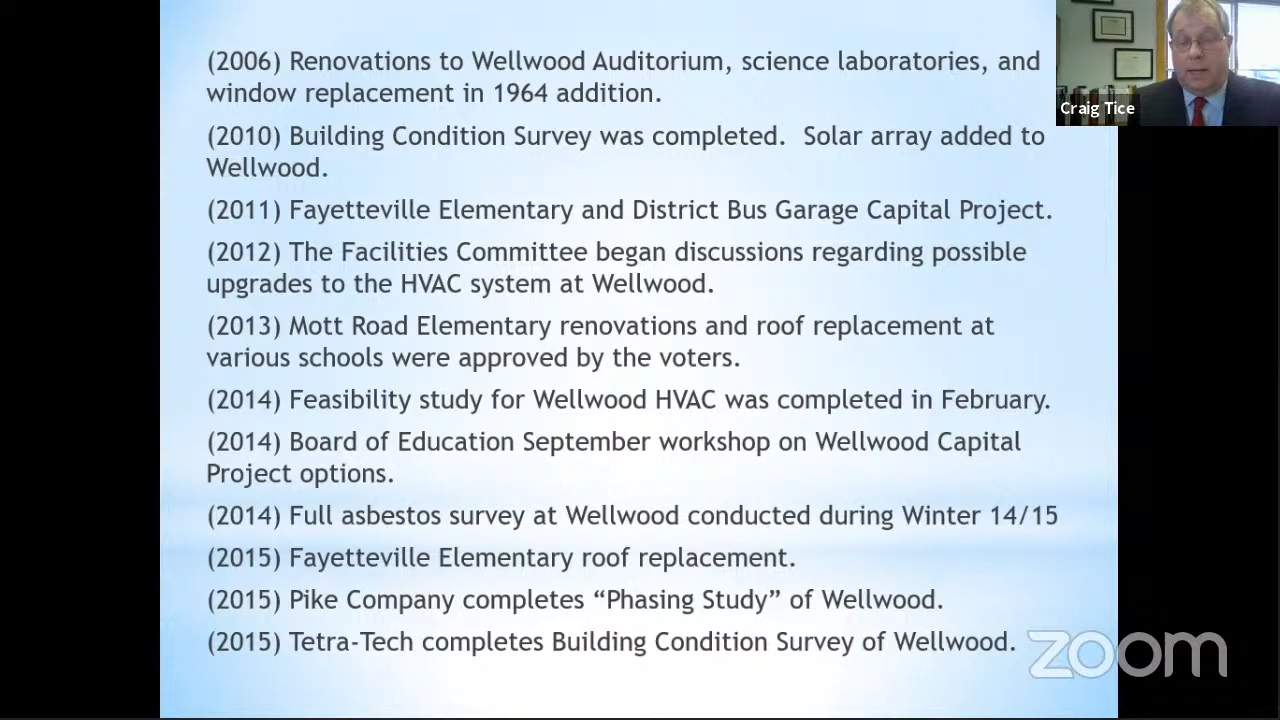 (2006) Renovations to Wellwood Auditorium, science laboratories, and
window replacement in 1964 addition.
(2010) Building Condition Survey was completed.  Solar array added to
Wellwood.
(2011) Fayetteville Elementary and District Bus Garage Capital Project.
(2012) The Facilities Committee began discussions regarding possible
upgrades to the HVAC system at Wellwood.
(2013) Mott Road Elementary renovations and roof replacement at
various schools were approved by the voters.
(2014) Feasibility study for Wellwood HVAC was completed in February.
(2014) Board of Education September workshop on Wellwood Capital
Project options.
(2014) Full asbestos survey at Wellwood conducted during Winter 14/15
(2015) Fayetteville Elementary roof replacement.
(2015) Pike Company completes “Phasing Study” of Wellwood.
(2015) Tetra-Tech completes Building Condition Survey of Wellwood.
Craig Tice
zoom